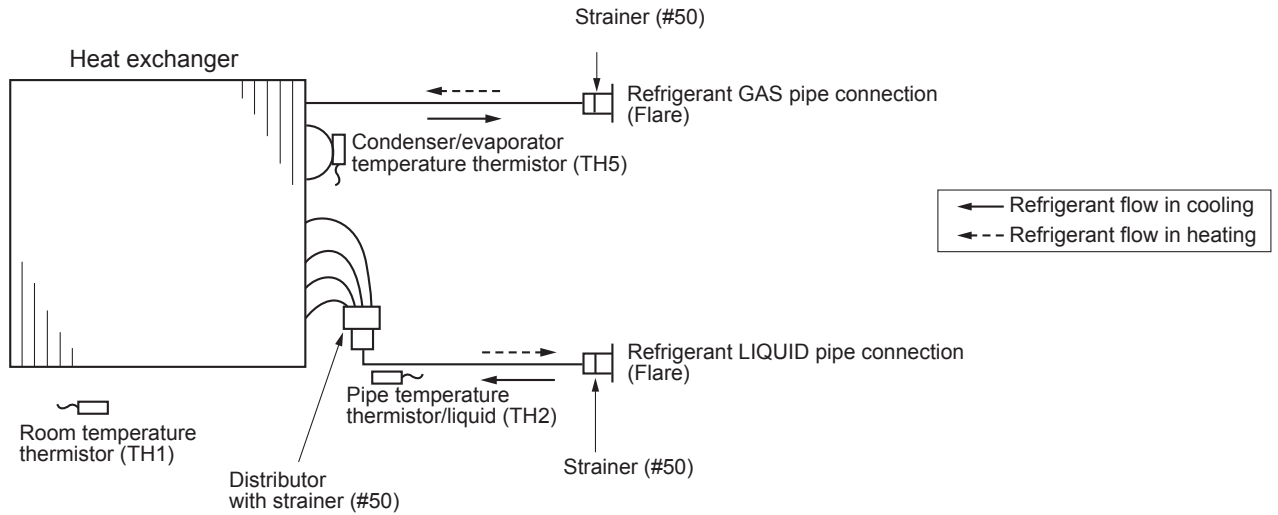 Strainer (#50)
Heat exchanger
Refrigerant GAS pipe connection
(Flare)
Condenser/evaporator
temperature thermistor (TH5)
Refrigerant flow in cooling
Refrigerant flow in heating
Refrigerant LIQUID pipe connection
(Flare)
Pipe temperature
thermistor/liquid (TH2)
Room temperature
thermistor (TH1)
Strainer (#50)
Distributor
with strainer (#50)